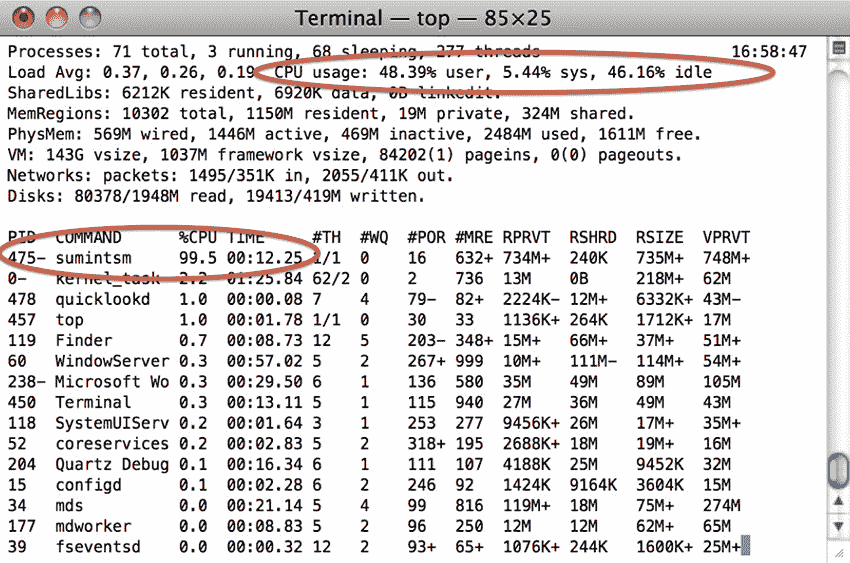 Terminal — top — 85×25
Processes: 71 total, 3 running, 68 sleeping, 277 threads 16:58:47
Load Avg: 0.37, 0.26, 0.19 CPU usage: 48.39% user, 5.44% sys, 46.16% idle
SharedLibs: 6212K resident, 6920K data, 0B linkedit.
MemRegions: 10302 total, 1150M resident, 19M private, 324M shared.
PhysMem: 569M wired, 1446M active, 469M inactive, 2484M used, 1611M free.
VM: 143G vsize, 1037M framework vsize, 84202(1) pageins, 0(0) pageouts.
Networks: packets: 1495/351K in, 2055/411K out.
Disks: 80378/1948M read, 19413/419M written.
PID COMMAND %CPU TIME #TH #WQ #POR #MRE RPRVT RSHRD RSIZE VPRVT
475- sumintsm 99.5 00:12.25 1/1 0 16 632+ 734M+ 240K 735M+ 748M+
0- kernel_task 2.2 01:25.84 62/2 0 2 736 13M 0B 218M+ 62M
478 quicklookd 1.0 00:00.08 7 4 79- 82+ 2224K- 12M+ 6332K+ 43M-
457 top 1.0 00:01.78 1/1 0 30 33 1136K+ 264K 1712K+ 17M
119 Finder 0.7 00:08.73 12 5 203- 348+ 15M+ 66M+ 37M+ 51M+
60 WindowServer 0.3 00:57.02 5 2 267+ 999 10M+ 111M- 114M+ 54M+
238- Microsoft Wo 0.3 00:29.50 6 1 136 580 35M 49M 89M 105M
450 Terminal 0.3 00:13.11 5 1 115 940 27M 36M 49M 43M
118 SystemUIServ 0.2 00:01.64 3 1 253 277 9456K+ 26M 17M+ 35M+
52 coreservices 0.2 00:02.83 5 2 318+ 195 2688K+ 18M 19M+ 16M
204 Quartz Debug 0.1 00:16.34 6 1 111 107 4188K 25M 9452K 32M
15 configd 0.1 00:02.28 6 2 246 92 1424K 9164K 3604K 15M
34 mds 0.0 00:21.14 5 4 99 816 119M+ 18M 75M+ 274M
177 mdworker 0.0 00:08.83 5 2 96 250 12M 12M 62M+ 65M
39 fseventsd 0.0 00:00.32 12 2 93+ 65+ 1076K+ 244K 1600K+ 25M+